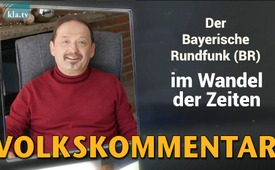 kla.tv
Der
Bayerische
Rundfunk (BR)
im Wandel
der Zeiten
VOLKSKOMMENTAR